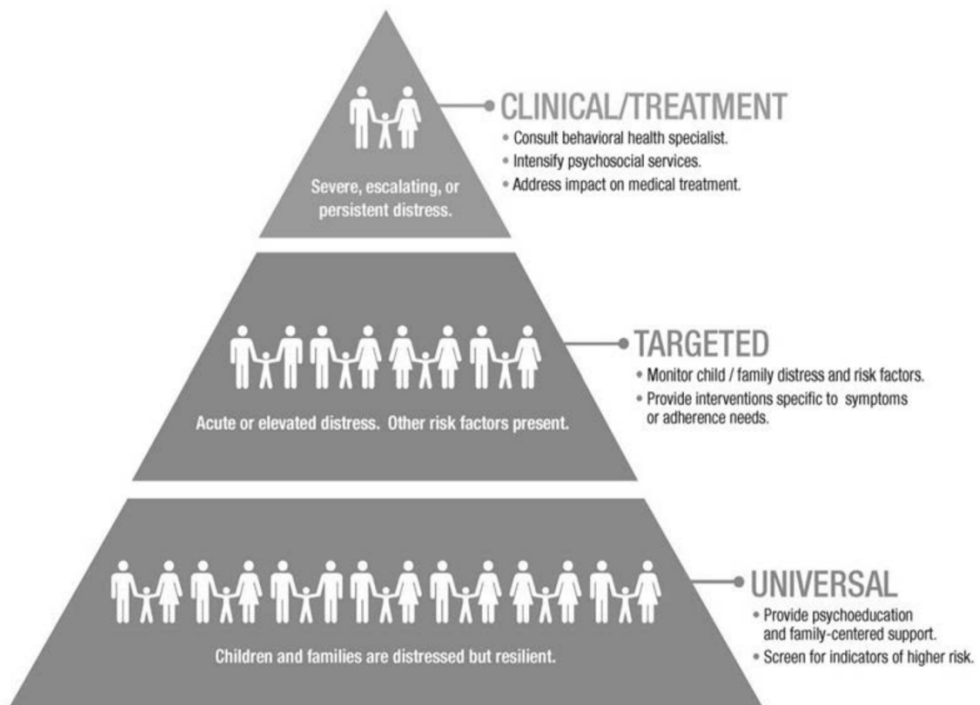 CLINICAL/TREATMENT
• Consult behavioral health specialist.
• Intensify psychosocial services.
• Address impact on medical treatment.
Severe, escalating, or
persistent distress.
TARGETED
• Monitor child / family distress and risk factors.
• Provide interventions specific to symptoms
or adherence needs.
Acute or elevated distress. Other risk factors present.
UNIVERSAL
• Provide psychoeducation
and family-centered support.
• Screen for indicators of higher risk.
Children and families are distressed but resilient.